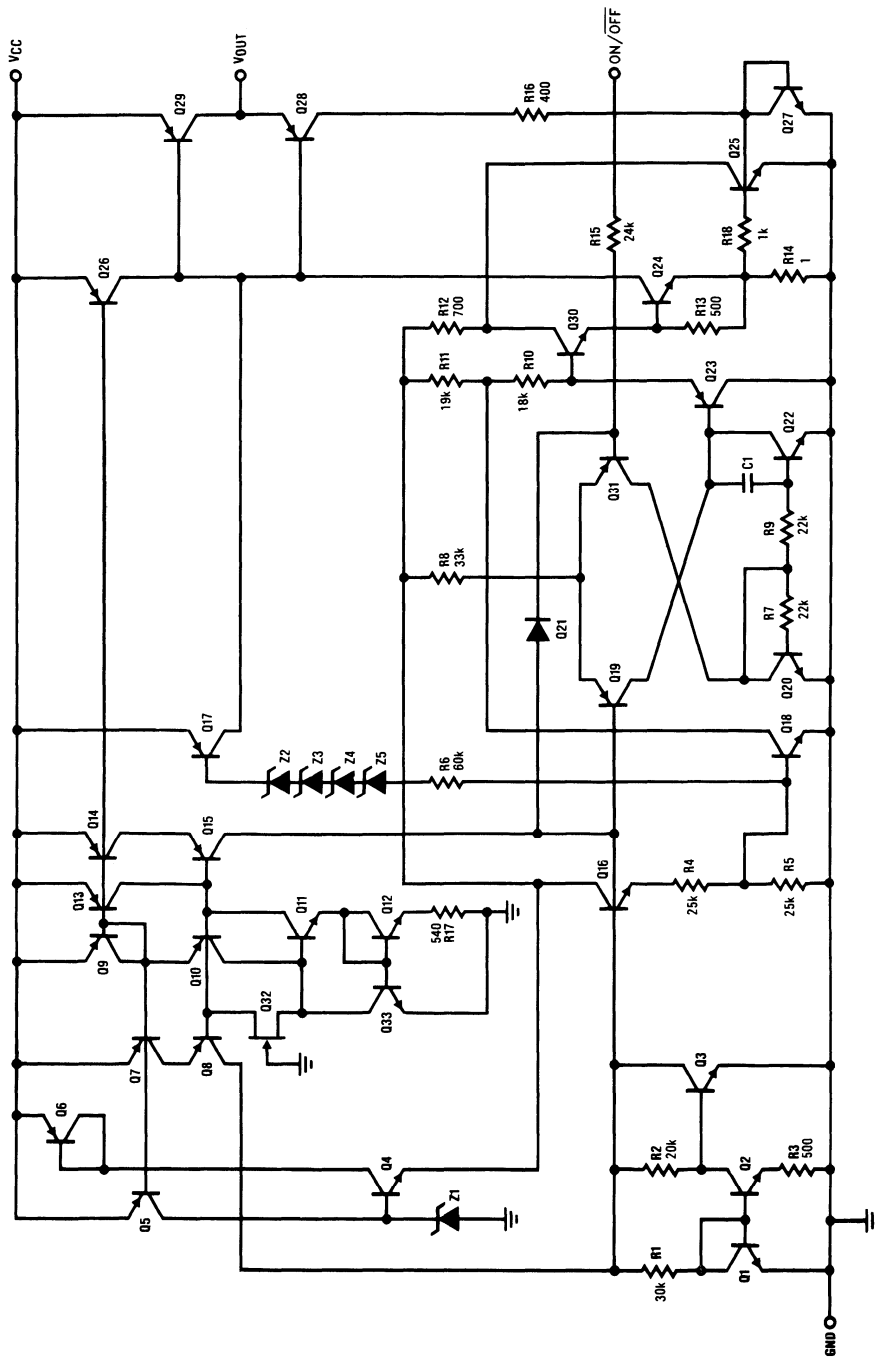 VCC
VOUT
ON/OFF
GND
Q29
Q28
R16
400
Q27
Q25
R18
1k
R14
1
R15
24k
Q26
Q24
R13
500
R12
700
Q30
R11
19k
R10
18k
Q23
Q22
C1
R9
22k
R7
22k
Q20
Q31
R8
33k
Q21
Q19
Q17
Z2
Z3
Z4
Z5
R6
60k
Q18
Q14
Q15
Q16
R4
25k
R5
25k
Q13
Q9
Q10
Q11
Q12
540
R17
Q33
Q32
Q7
Q8
Q6
Q5
Q4
Z1
Q3
R2
20k
Q2
R3
500
R1
30k
Q1